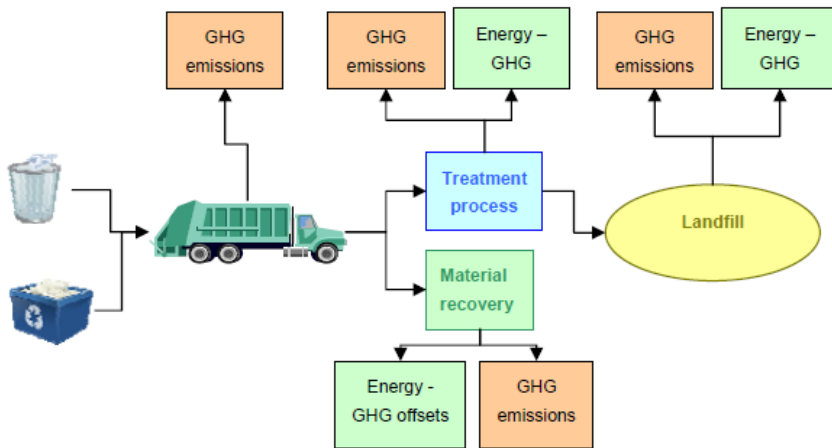 GHG
emissions
GHG
emissions
Energy –
GHG
GHG
emissions
Energy –
GHG
Treatment
process
Landfill
Material
recovery
Energy -
GHG offsets
GHG
emissions